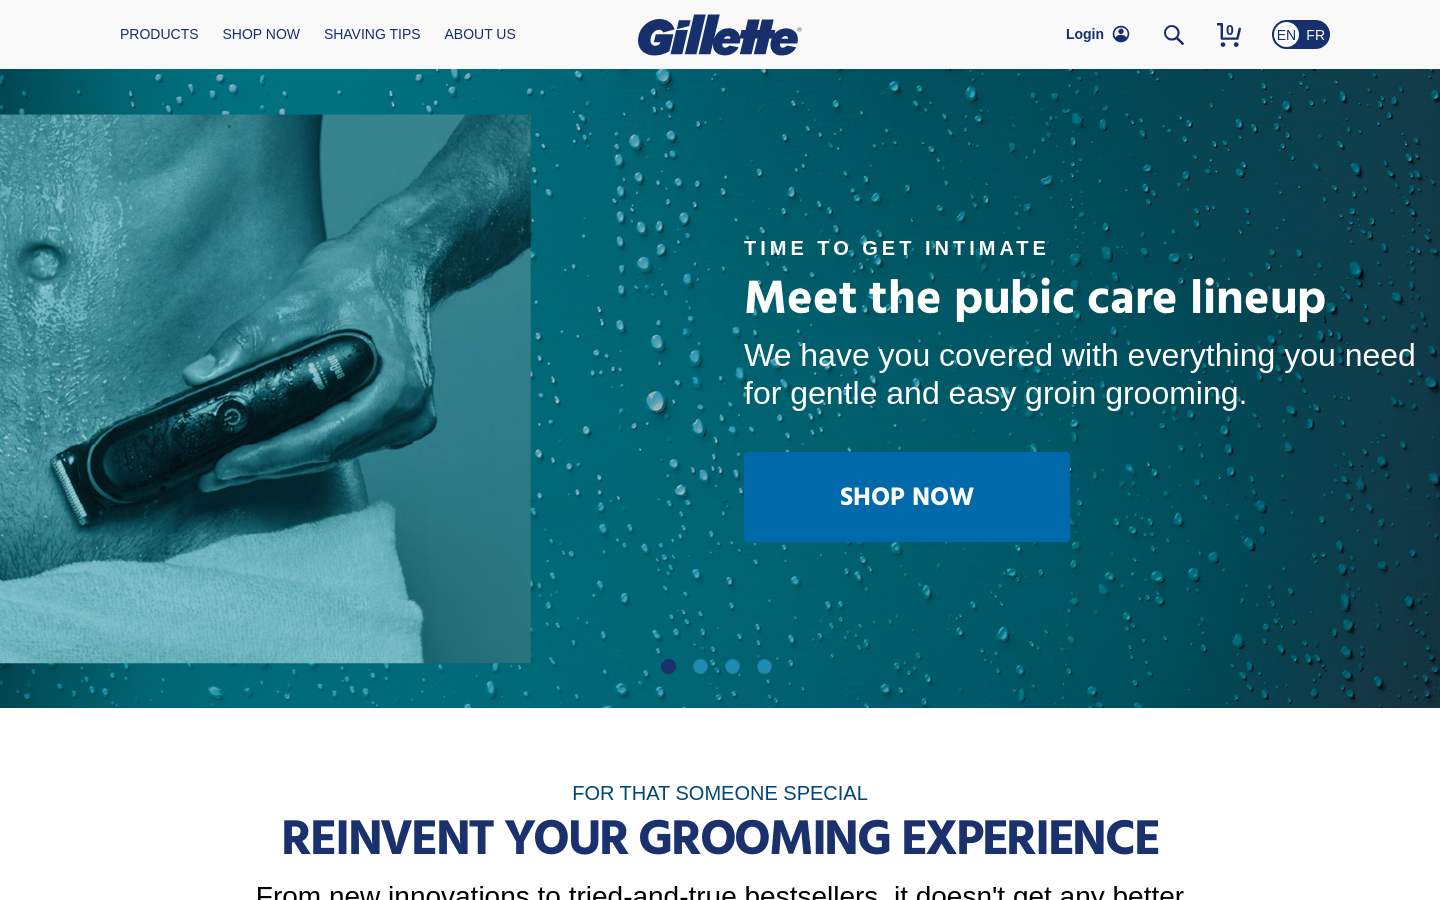 PRODUCTS SHOP NOW SHAVING TIPS ABOUT US
Gillette
Login
0
EN FR
TIME TO GET INTIMATE
Meet the pubic care lineup
We have you covered with everything you need
for gentle and easy groin grooming.
SHOP NOW
FOR THAT SOMEONE SPECIAL
REINVENT YOUR GROOMING EXPERIENCE
From new innovations to tried-and-true bestsellers, it doesn't get any better